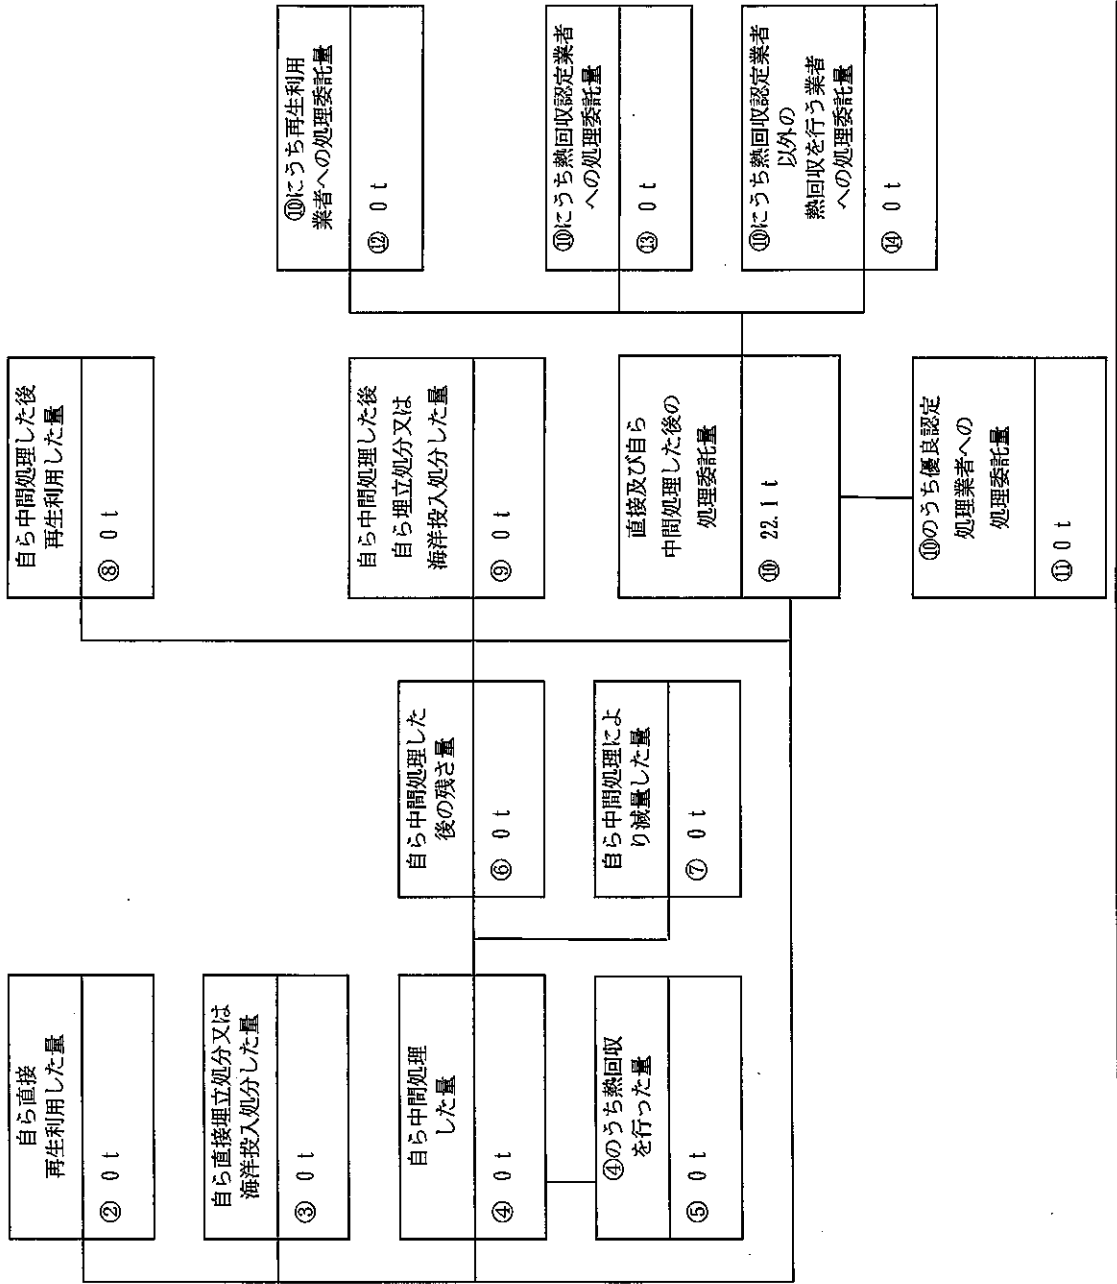 自ら直接
再生利用した量
② 0 t
自ら直接埋立処分又は
海洋投入処分した量
③ 0 t
自ら中間処理
した量
④ 0 t
④のうち熱回収
を行った量
⑤ 0 t
自ら中間処理した
後の残さ量
⑥ 0 t
自ら中間処理によ
り減量した量
⑦ 0 t
自ら中間処理した後
再生利用した量
⑧ 0 t
自ら中間処理した後
自ら埋立処分又は
海洋投入処分した量
⑨ 0 t
直接及び自ら
中間処理した後の
処理委託量
⑩ 22.1 t
⑩のうち優良認定
処理業者への
処理委託量
⑪ 0 t
⑩にうち再生利用
業者への処理委託量
⑫ 0 t
⑩にうち熱回収認定業者
への処理委託量
⑬ 0 t
⑩にうち熱回収認定業者
以外の
熱回収を行う業者
への処理委託量
⑭ 0 t